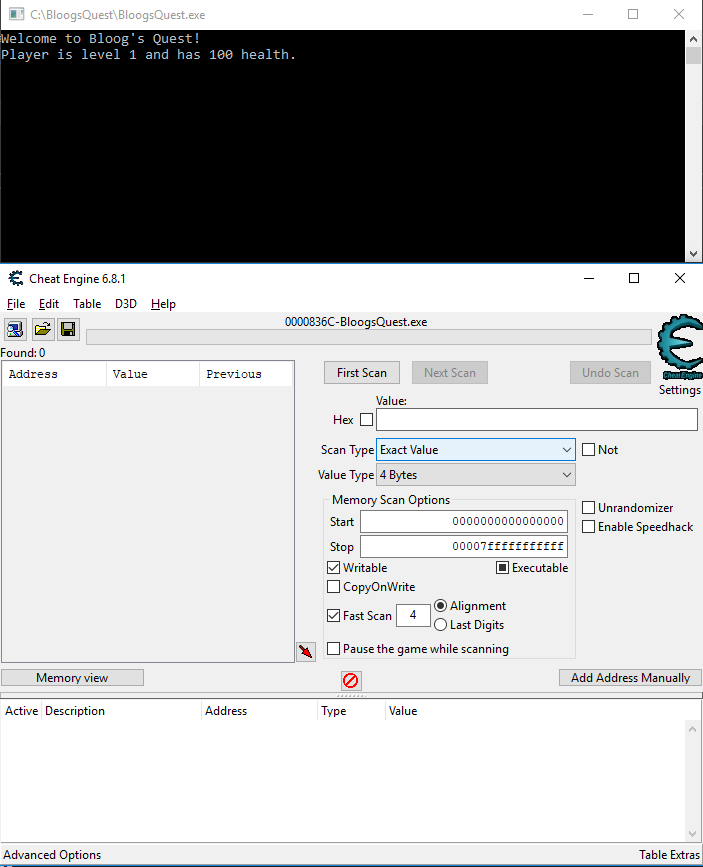 C:\BloogsQuest\BloogsQuest.exe
Welcome to Bloog's Quest!
Player is level 1 and has 100 health.
Cheat Engine 6.8.1
File Edit Table D3D Help
0000836C-BloogsQuest.exe
Found: 0
Address Value Previous
First Scan Next Scan Undo Scan
Cheat Engine
Settings
Value:
Hex
Scan Type Exact Value Not
Value Type 4 Bytes
Memory Scan Options
Start 0000000000000000
Stop 00007fffffffffff
Unrandomizer
Enable Speedhack
Writable Executable
CopyOnWrite
Fast Scan 4 Alignment
Last Digits
Pause the game while scanning
Memory view Add Address Manually
Active Description Address Type Value
Advanced Options Table Extras